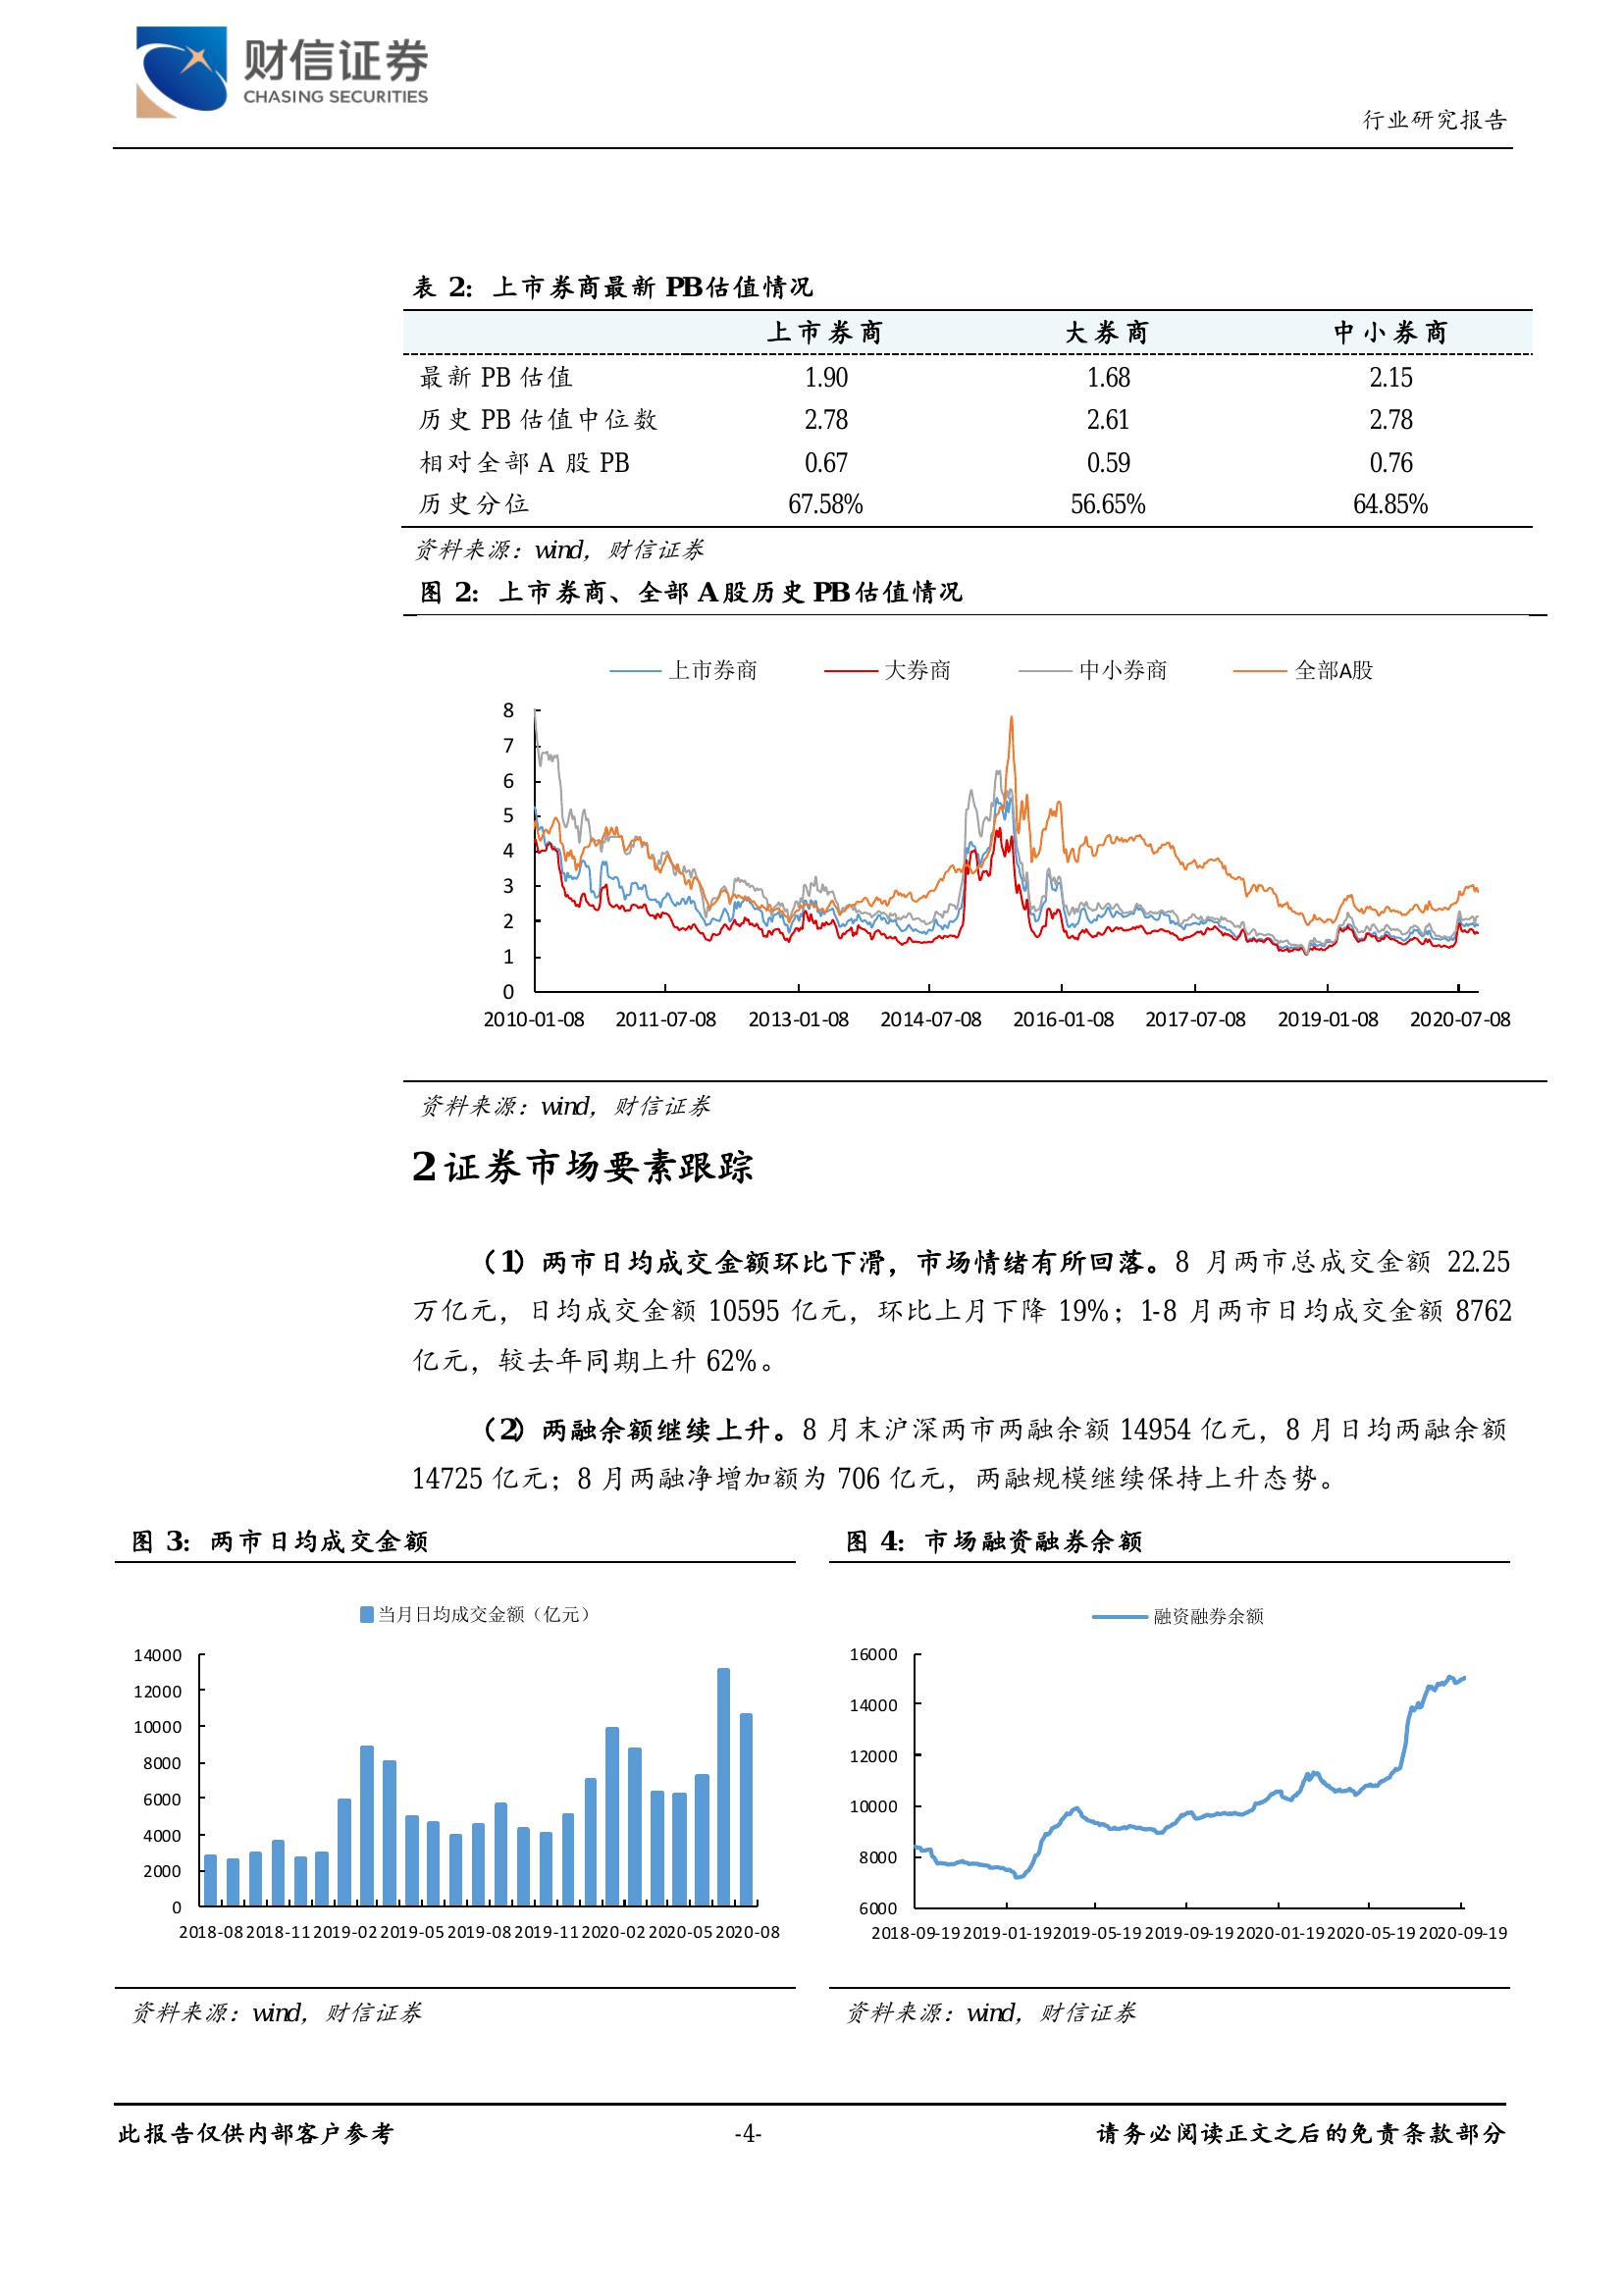 财信证券
CHASING SECURITIES
行业研究报告
表 2：上市券商最新 PB 估值情况
上市券商 大券商 中小券商
最新 PB 估值 1.90 1.68 2.15
历史 PB 估值中位数 2.78 2.61 2.78
相对全部 A 股 PB 0.67 0.59 0.76
历史分位 67.58% 56.65% 64.85%
资料来源：wind，财信证券
图 2：上市券商、全部 A 股历史 PB 估值情况
上市券商 大券商 中小券商 全部A股
8
7
6
5
4
3
2
1
0
2010-01-08 2011-07-08 2013-01-08 2014-07-08 2016-01-08 2017-07-08 2019-01-08 2020-07-08
资料来源：wind，财信证券
2 证券市场要素跟踪
（1）两市日均成交金额环比下滑，市场情绪有所回落。8 月两市总成交金额 22.25
万亿元，日均成交金额 10595 亿元，环比上月下降 19%；1-8 月两市日均成交金额 8762
亿元，较去年同期上升 62%。
（2）两融余额继续上升。8 月末沪深两市两融余额 14954 亿元，8 月日均两融余额
14725 亿元；8 月两融净增加额为 706 亿元，两融规模继续保持上升态势。
图 3：两市日均成交金额
当月日均成交金额（亿元）
14000
12000
10000
8000
6000
4000
2000
0
2018-08 2018-11 2019-02 2019-05 2019-08 2019-11 2020-02 2020-05 2020-08
资料来源：wind，财信证券
图 4：市场融资融券余额
融资融券余额
16000
14000
12000
10000
8000
6000
2018-09-19 2019-01-19 2019-05-19 2019-09-19 2020-01-19 2020-05-19 2020-09-19
资料来源：wind，财信证券
此报告仅供内部客户参考 -4- 请务必阅读正文之后的免责条款部分